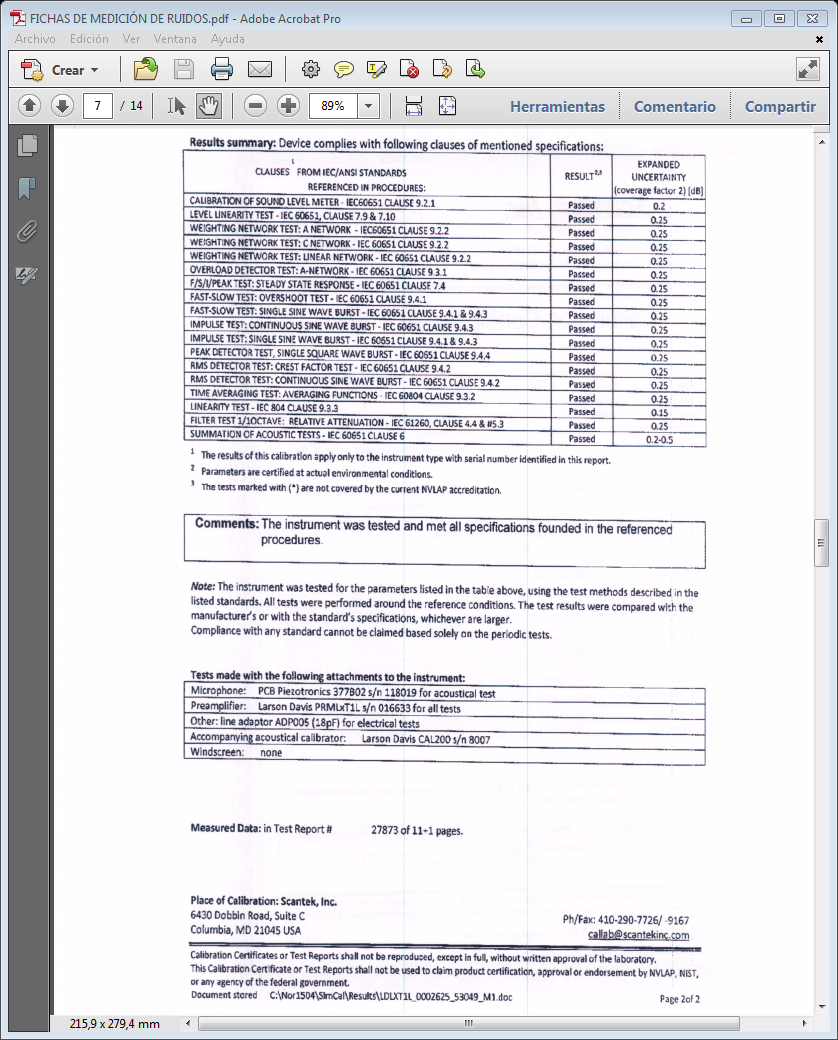 FICHAS DE MEDICIÓN DE RUIDOS.pdf - Adobe Acrobat Pro
Archivo Edición Ver Ventana Ayuda
Crear
7 / 14 89% Herramientas Comentario Compartir
Results summary: Device complies with following clauses of mentioned specifications:
CLAUSES 1 FROM IEC/ANSI STANDARDS REFERENCED IN PROCEDURES: RESULT2,3 EXPANDED UNCERTAINTY (coverage factor 2) [dB]
CALIBRATION OF SOUND LEVEL METER - IEC60651 CLAUSE 9.2.1 Passed 0.2
LEVEL LINEARITY TEST - IEC 60651, CLAUSE 7.9 & 7.10 Passed 0.25
WEIGHTING NETWORK TEST: A NETWORK - IEC60651 CLAUSE 9.2.2 Passed 0.25
WEIGHTING NETWORK TEST: C NETWORK - IEC 60651 CLAUSE 9.2.2 Passed 0.25
WEIGHTING NETWORK TEST: LINEAR NETWORK - IEC 60651 CLAUSE 9.2.2 Passed 0.25
OVERLOAD DETECTOR TEST: A-NETWORK - IEC 60651 CLAUSE 9.3.1 Passed 0.25
F/S/I/PEAK TEST: STEADY STATE RESPONSE - IEC 60651 CLAUSE 7.4 Passed 0.25
FAST-SLOW TEST: OVERSHOOT TEST - IEC 60651 CLAUSE 9.4.1 Passed 0.25
FAST-SLOW TEST: SINGLE SINE WAVE BURST - IEC 60651 CLAUSE 9.4.1 & 9.4.3 Passed 0.25
IMPULSE TEST: CONTINUOUS SINE WAVE BURST - IEC 60651 CLAUSE 9.4.3 Passed 0.25
IMPULSE TEST: SINGLE SINE WAVE BURST - IEC 60651 CLAUSE 9.4.1 & 9.4.3 Passed 0.25
PEAK DETECTOR TEST, SINGLE SQUARE WAVE BURST - IEC 60651 CLAUSE 9.4.4 Passed 0.25
RMS DETECTOR TEST: CREST FACTOR TEST - IEC 60651 CLAUSE 9.4.2 Passed 0.25
RMS DETECTOR TEST: CONTINUOUS SINE WAVE BURST - IEC 60651 CLAUSE 9.4.2 Passed 0.25
TIME AVERAGING TEST: AVERAGING FUNCTIONS - IEC 60804 CLAUSE 9.3.2 Passed 0.25
LINEARITY TEST - IEC 804 CLAUSE 9.3.3 Passed 0.15
FILTER TEST 1/1OCTAVE: RELATIVE ATTENUATION - IEC 61260, CLAUSE 4.4 & #5.3 Passed 0.25
SUMMATION OF ACOUSTIC TESTS - IEC 60651 CLAUSE 6 Passed 0.2-0.5
1 The results of this calibration apply only to the instrument type with serial number identified in this report.
2 Parameters are certified at actual environmental conditions.
3 The tests marked with (*) are not covered by the current NVLAP accreditation.
Comments: The instrument was tested and met all specifications founded in the referenced
procedures.
Note: The instrument was tested for the parameters listed in the table above, using the test methods described in the
listed standards. All tests were performed around the reference conditions. The test results were compared with the
manufacturer's or with the standard's specifications, whichever are larger.
Compliance with any standard cannot be claimed based solely on the periodic tests.
Tests made with the following attachments to the instrument:
Microphone: PCB Piezotronics 377B02 s/n 118019 for acoustical test
Preamplifier: Larson Davis PRMLxT1L s/n 016633 for all tests
Other: line adaptor ADP005 (18pF) for electrical tests
Accompanying acoustical calibrator: Larson Davis CAL200 s/n 8007
Windscreen: none
Measured Data: in Test Report # 27873 of 11+1 pages.
Place of Calibration: Scantek, Inc.
6430 Dobbin Road, Suite C Ph/Fax: 410-290-7726/ -9167
Columbia, MD 21045 USA callab@scantekinc.com
Calibration Certificates or Test Reports shall not be reproduced, except in full, without written approval of the laboratory.
This Calibration Certificate or Test Reports shall not be used to claim product certification, approval or endorsement by NVLAP, NIST,
or any agency of the federal government.
Document stored C:\Nor1504\SlmCal\Results\LDLXT1L_0002625_53049_M1.doc Page 2of 2
215,9 x 279,4 mm